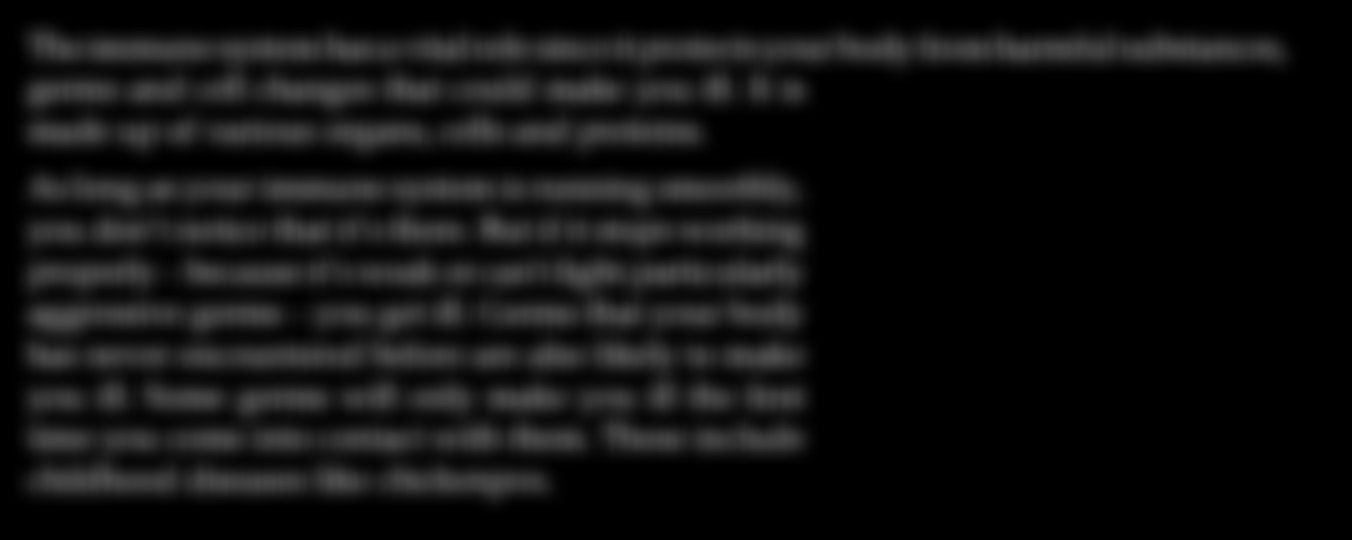 The immune system has a vital role since it protects your body from harmful substances,
germs and cell changes that could make you ill. It is
made up of various organs, cells and proteins.
As long as your immune system is running smoothly,
you don't notice that it's there. But if it stops working
properly – because it's weak or can't fight particularly
aggressive germs – you get ill. Germs that your body
has never encountered before are also likely to make
you ill. Some germs will only make you ill the first
time you come into contact with them. These include
childhood diseases like chickenpox.